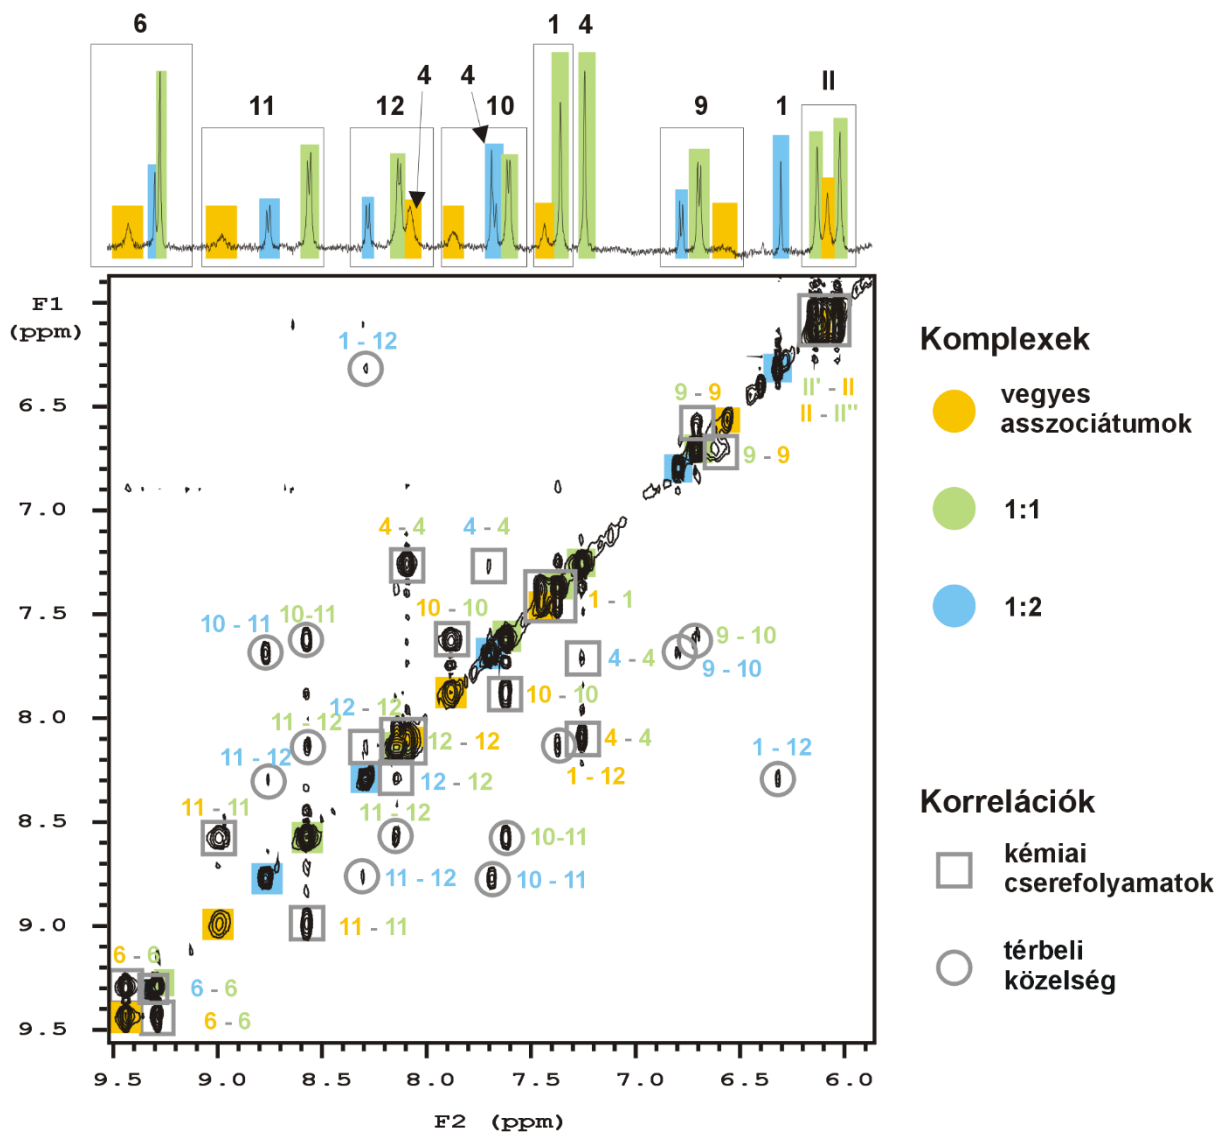 6
1
4
11
12
4
4
10
9
1
II
F1
(ppm)
6.5
7.0
7.5
8.0
8.5
9.0
9.5
1 - 12
9 - 9
II' - II
II - II''
9 - 9
4 - 4
4 - 4
10 - 11
10-11
10 - 10
1 - 1
9 - 10
4 - 4
9 - 10
12 - 12
10 - 10
11 - 12
12 - 12
4 - 4
11 - 12
1 - 12
1 - 12
12 - 12
11 - 11
11 - 12
10-11
11 - 12
10 - 11
11 - 11
6 - 6
6 - 6
6 - 6
9.5
9.0
8.5
8.0
7.5
7.0
6.5
6.0
F2 (ppm)
Komplexek
vegyes
asszociátumok
1:1
1:2
Korrelációk
kémiai
cserefolyamatok
térbeli
közelség